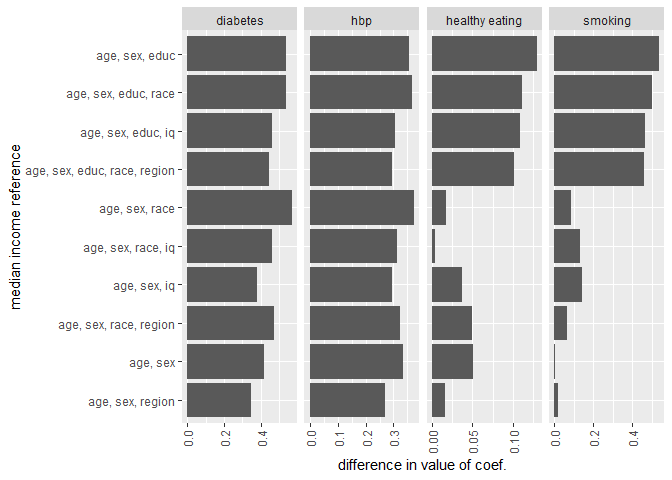 diabetes hbp healthy eating smoking
median income reference
age, sex, educ
age, sex, educ, race
age, sex, educ, iq
age, sex, educ, race, region
age, sex, race
age, sex, race, iq
age, sex, iq
age, sex, race, region
age, sex
age, sex, region
0.0 0.2 0.4 0.0 0.1 0.2 0.3 0.00 0.05 0.10 0.0 0.2 0.4
difference in value of coef.